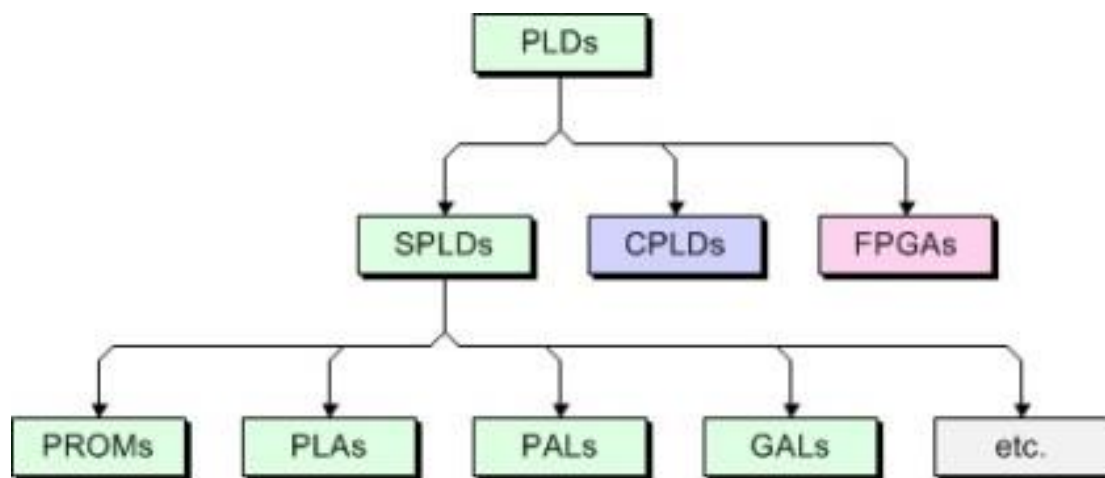 PLDs
SPLDs
CPLDs
FPGAs
PROMs
PLAs
PALs
GALs
etc.